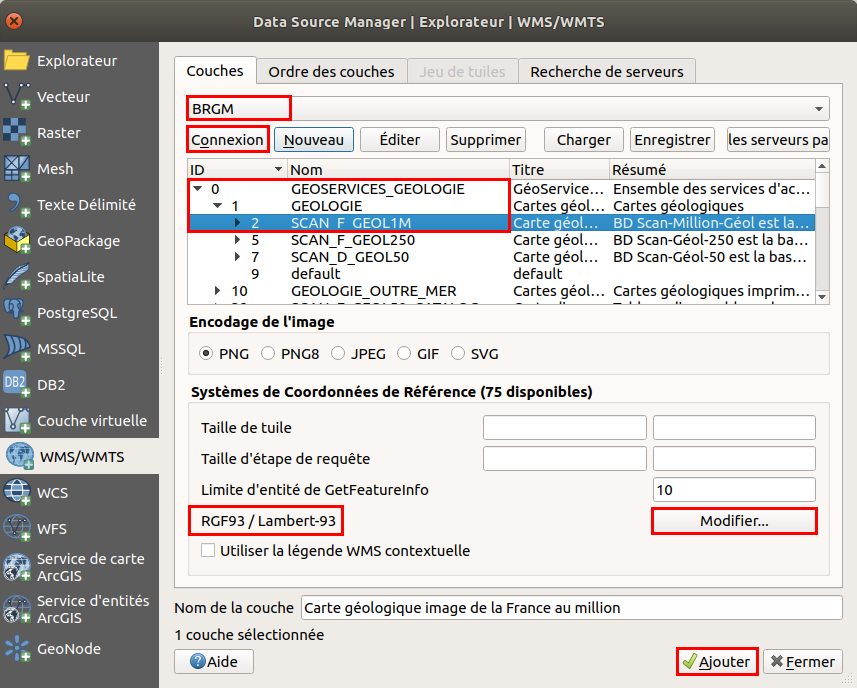 Data Source Manager | Explorateur | WMS/WMTS
Explorateur
Vecteur
Raster
Mesh
Texte Délimité
GeoPackage
SpatiaLite
PostgreSQL
MSSQL
DB2
DB2
Couche virtuelle
WMS/WMTS
WCS
WFS
Service de carte
ArcGIS
Service d'entités
ArcGIS
GeoNode
Couches Ordre des couches Jeu de tuiles Recherche de serveurs
BRGM
Connexion Nouveau Éditer Supprimer Charger Enregistrer les serveurs pa
ID Nom Titre Résumé
0 GEOSERVICES_GEOLOGIE GéoService... Ensemble des services d'ac...
1 GEOLOGIE Cartes géol... Cartes géologiques
2 SCAN_F_GEOL1M Carte géol... BD Scan-Million-Géol est la...
5 SCAN_F_GEOL250 Carte géol... BD Scan-Géol-250 est la ba...
7 SCAN_D_GEOL50 Carte géol... BD Scan-Géol-50 est la bas...
9 default default
10 GEOLOGIE_OUTRE_MER Cartes géol... Cartes géologiques imprim...
Encodage de l'image
PNG PNG8 JPEG GIF SVG
Systèmes de Coordonnées de Référence (75 disponibles)
Taille de tuile
Taille d'étape de requête
Limite d'entité de GetFeatureInfo 10
RGF93 / Lambert-93 Modifier...
Utiliser la légende WMS contextuelle
Nom de la couche Carte géologique image de la France au million
1 couche sélectionnée
Aide Ajouter Fermer